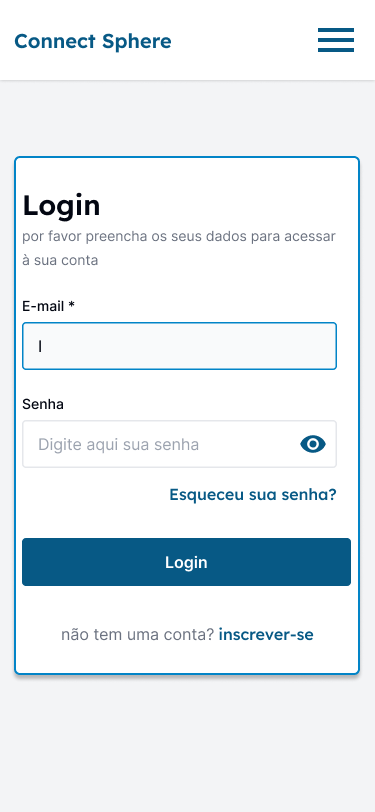 Connect Sphere
Login
por favor preencha os seus dados para acessar
à sua conta
E-mail *
Senha
Digite aqui sua senha
Esqueceu sua senha?
Login
não tem uma conta? inscrever-se